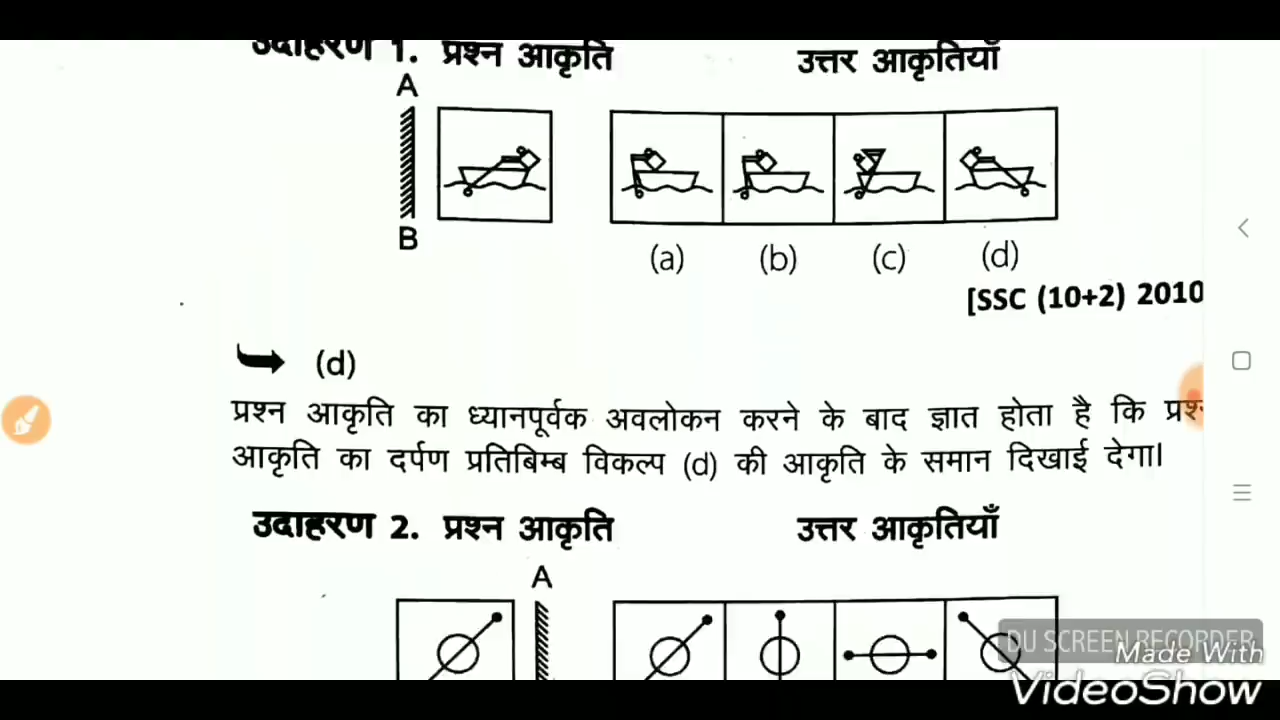 उदाहरण 1. प्रश्न आकृति उत्तर आकृतियाँ
A
B
(a) (b) (c) (d)
[SSC (10+2) 2010
(d)
प्रश्न आकृति का ध्यानपूर्वक अवलोकन करने के बाद ज्ञात होता है कि प्रश्न
आकृति का दर्पण प्रतिबिम्ब विकल्प (d) की आकृति के समान दिखाई देगा।
उदाहरण 2. प्रश्न आकृति उत्तर आकृतियाँ
A
DU SCREEN RECORDER
Made With
VideoShow